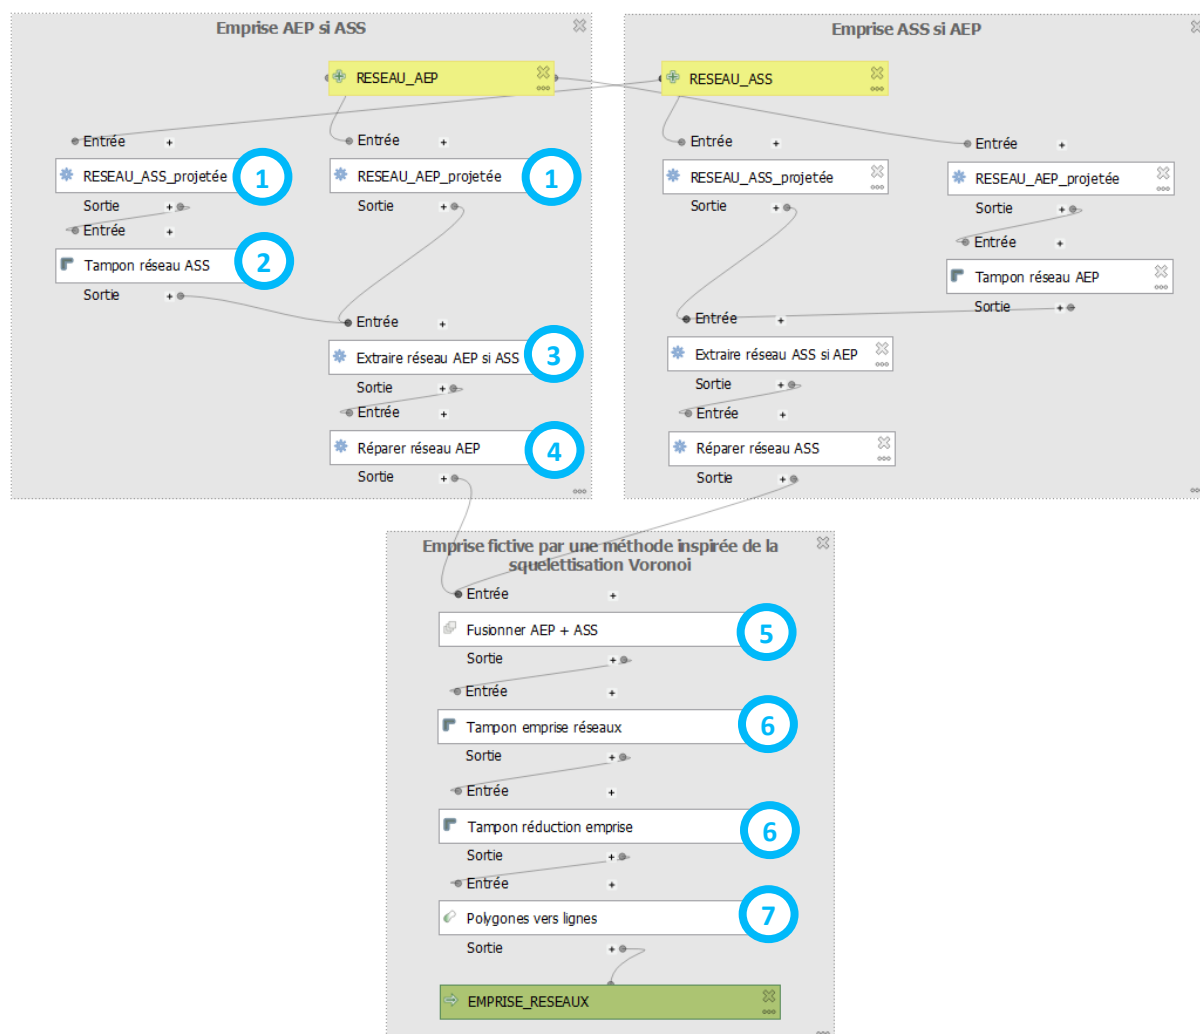 Emprise AEP si ASS
RESEAU_AEP
Entrée +
Entrée +
RESEAU_ASS_projetée 1
RESEAU_AEP_projetée 1
Sortie +
Sortie +
Entrée +
Tampon réseau ASS 2
Sortie +
Entrée +
Extraire réseau AEP si ASS 3
Sortie +
Entrée +
Réparer réseau AEP 4
Sortie +
Emprise ASS si AEP
RESEAU_ASS
Entrée +
Entrée +
RESEAU_ASS_projetée
RESEAU_AEP_projetée
Sortie +
Sortie +
Entrée +
Tampon réseau AEP
Sortie +
Entrée +
Extraire réseau ASS si AEP
Sortie +
Entrée +
Réparer réseau ASS
Sortie +
Emprise fictive par une méthode inspirée de la
squelettisation Voronoi
Entrée +
Fusionner AEP + ASS 5
Sortie +
Entrée +
Tampon emprise réseaux 6
Sortie +
Entrée +
Tampon réduction emprise 6
Sortie +
Entrée +
Polygones vers lignes 7
Sortie +
EMPRISE_RESEAUX